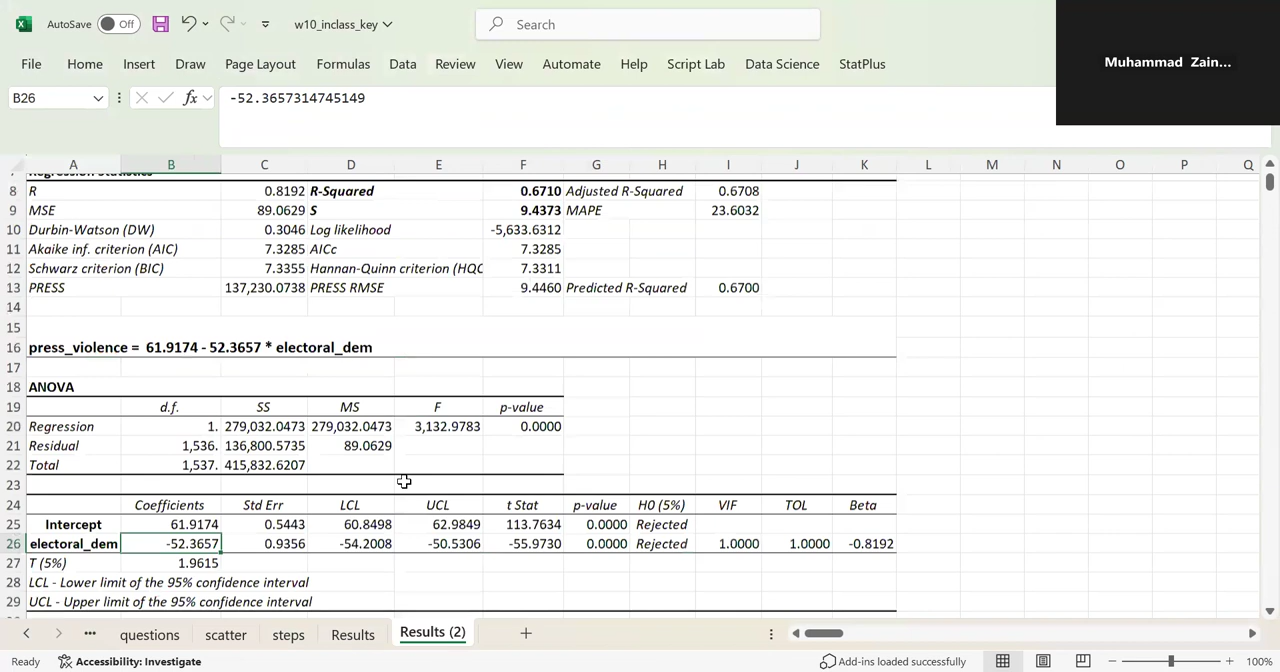 AutoSave Off w10_inclass_key Search
Muhammad Zain...
File Home Insert Draw Page Layout Formulas Data Review View Automate Help Script Lab Data Science StatPlus
B26 fx -52.3657314745149
A B C D E F G H I J K L M N O P Q
7 Regression Statistics
8 R 0.8192 R-Squared 0.6710 Adjusted R-Squared 0.6708
9 MSE 89.0629 S 9.4373 MAPE 23.6032
10 Durbin-Watson (DW) 0.3046 Log likelihood -5,633.6312
11 Akaike inf. criterion (AIC) 7.3285 AICc 7.3285
12 Schwarz criterion (BIC) 7.3355 Hannan-Quinn criterion (HQC 7.3311
13 PRESS 137,230.0738 PRESS RMSE 9.4460 Predicted R-Squared 0.6700
14
15
16 press_violence = 61.9174 - 52.3657 * electoral_dem
17
18 ANOVA
19 d.f. SS MS F p-value
20 Regression 1. 279,032.0473 279,032.0473 3,132.9783 0.0000
21 Residual 1,536. 136,800.5735 89.0629
22 Total 1,537. 415,832.6207
23
24 Coefficients Std Err LCL UCL t Stat p-value H0 (5%) VIF TOL Beta
25 Intercept 61.9174 0.5443 60.8498 62.9849 113.7634 0.0000 Rejected
26 electoral_dem -52.3657 0.9356 -54.2008 -50.5306 -55.9730 0.0000 Rejected 1.0000 1.0000 -0.8192
27 T (5%) 1.9615
28 LCL - Lower limit of the 95% confidence interval
29 UCL - Upper limit of the 95% confidence interval
... questions scatter steps Results Results (2)
Ready Accessibility: Investigate Add-ins loaded successfully 100%